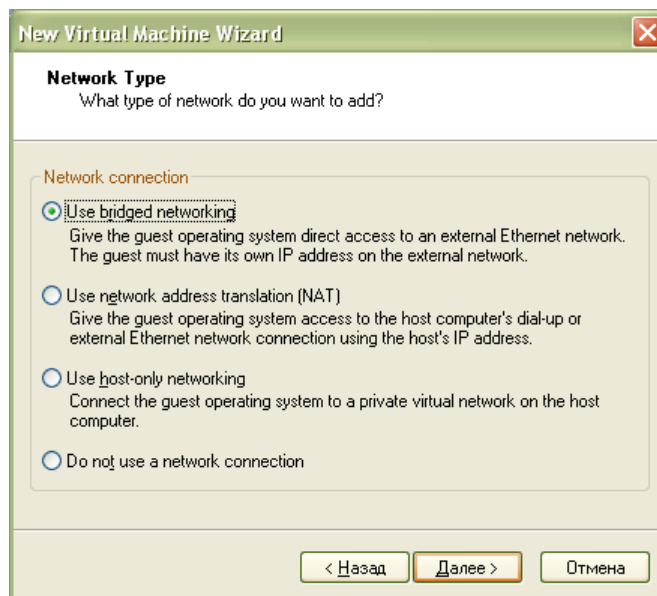 New Virtual Machine Wizard
Network Type
What type of network do you want to add?
Network connection
Use bridged networking
Give the guest operating system direct access to an external Ethernet network.
The guest must have its own IP address on the external network.
Use network address translation (NAT)
Give the guest operating system access to the host computer's dial-up or
external Ethernet network connection using the host's IP address.
Use host-only networking
Connect the guest operating system to a private virtual network on the host
computer.
Do not use a network connection
< Назад
Далее >
Отмена